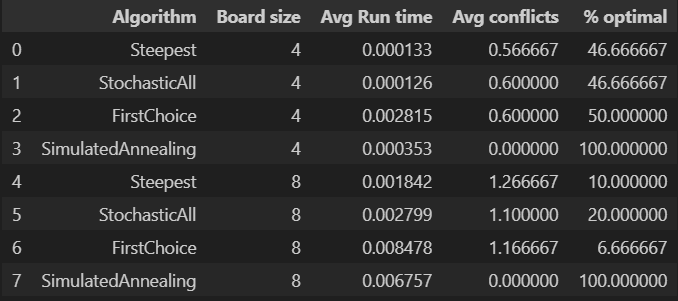 Algorithm Board size Avg Run time Avg conflicts % optimal
0 Steepest 4 0.000133 0.566667 46.666667
1 StochasticAll 4 0.000126 0.600000 46.666667
2 FirstChoice 4 0.002815 0.600000 50.000000
3 SimulatedAnnealing 4 0.000353 0.000000 100.000000
4 Steepest 8 0.001842 1.266667 10.000000
5 StochasticAll 8 0.002799 1.100000 20.000000
6 FirstChoice 8 0.008478 1.166667 6.666667
7 SimulatedAnnealing 8 0.006757 0.000000 100.000000